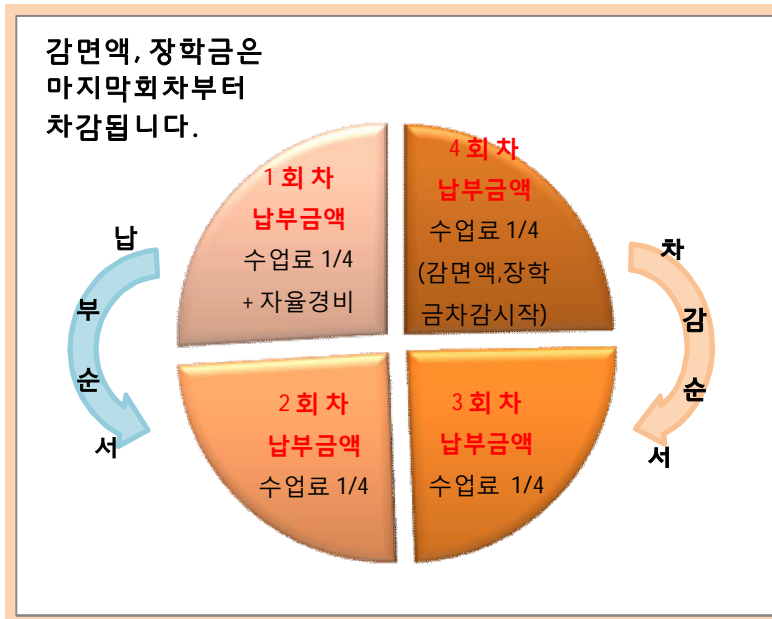 감면액, 장학금은
마지막회차부터
차감됩니다.
납부순서
1회 차
납부금액
수업료 1/4
+ 자율경비
2회 차
납부금액
수업료 1/4
3회 차
납부금액
수업료 1/4
4회 차
납부금액
수업료 1/4
(감면액,장학
금차감시작)
차감순서